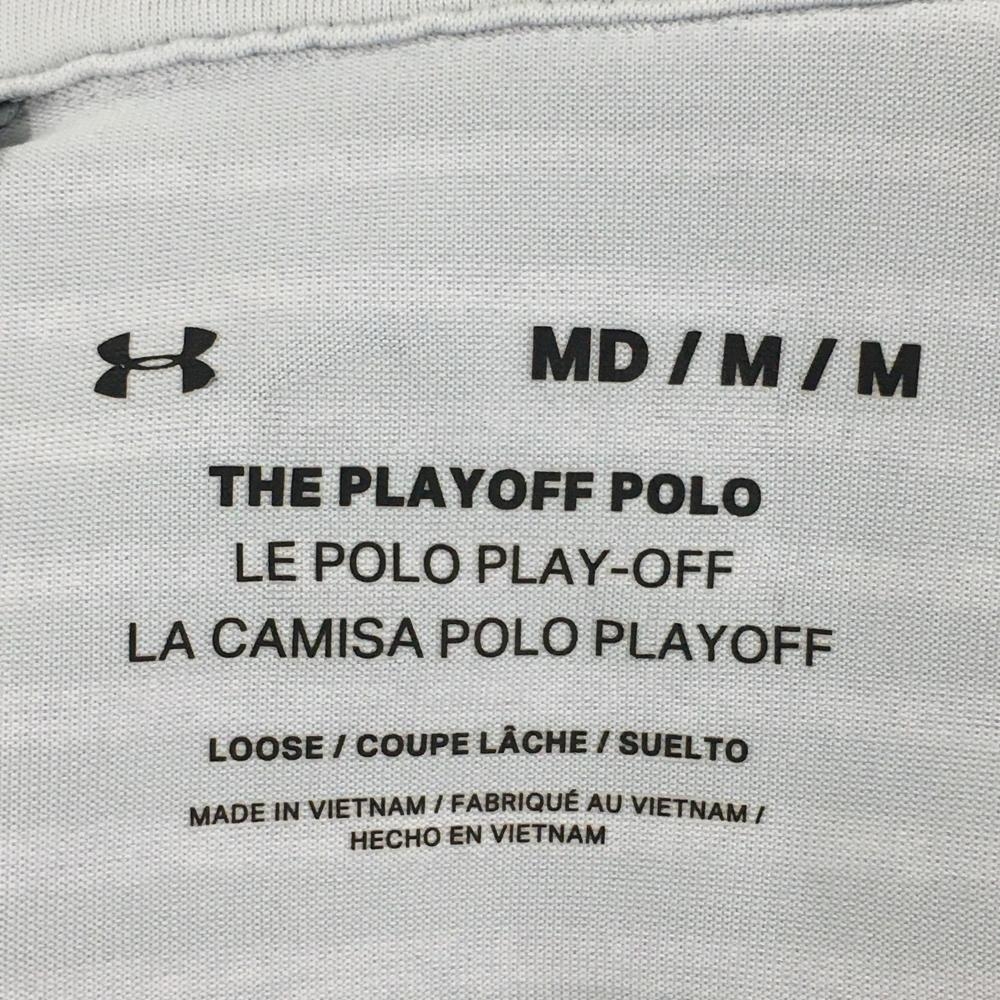 MD / M / M
THE PLAYOFF POLO
LE POLO PLAY-OFF
LA CAMISA POLO PLAYOFF
LOOSE / COUPE LÂCHE / SUELTO
MADE IN VIETNAM / FABRIQUÉ AU VIETNAM /
HECHO EN VIETNAM